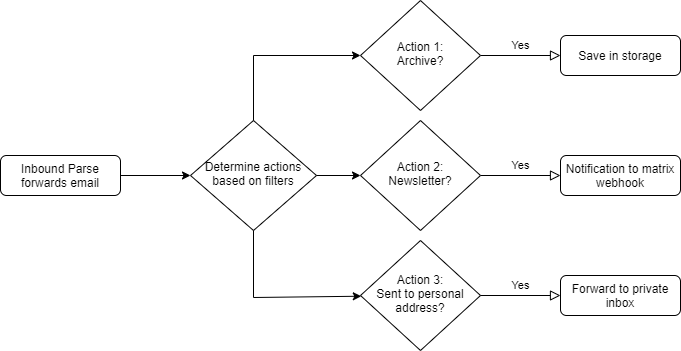 Inbound Parse
forwards email
Determine actions
based on filters
Action 1:
Archive?
Yes
Save in storage
Action 2:
Newsletter?
Yes
Notification to matrix
webhook
Action 3:
Sent to personal
address?
Yes
Forward to private
inbox